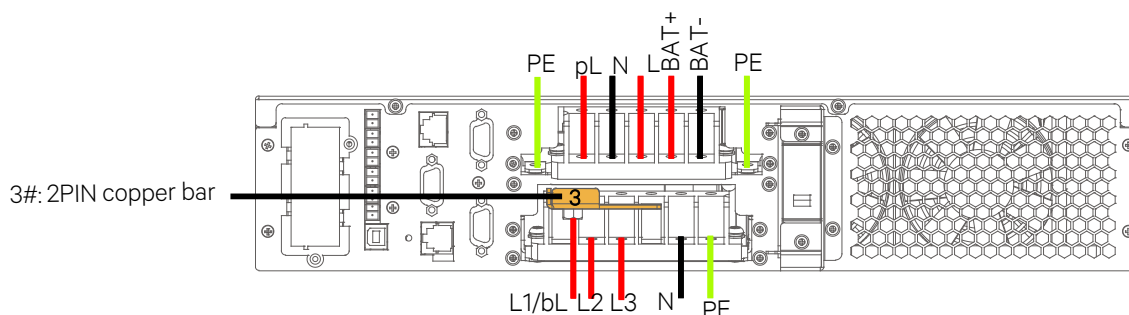 PE pL N L BAT+ BAT- PE
3#: 2PIN copper bar
3
L1/bL L2 L3 N PE